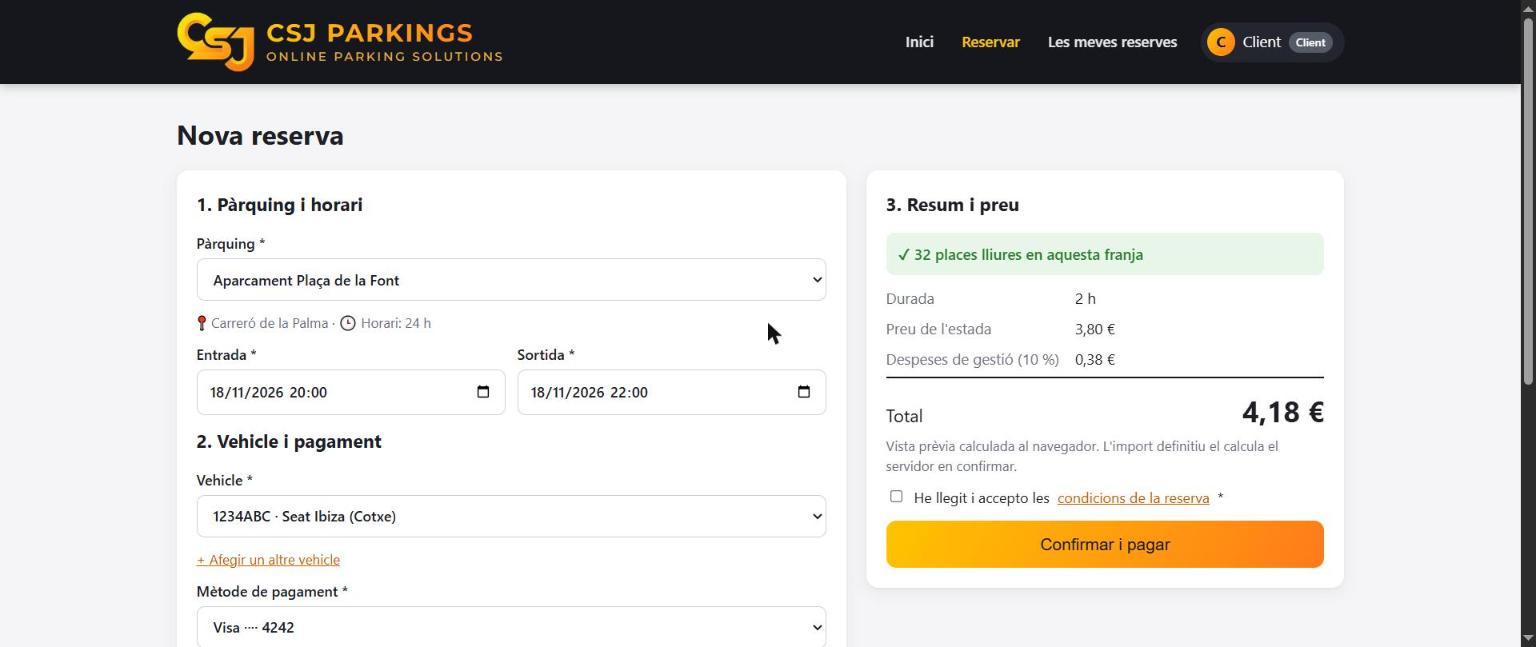 CSJ PARKINGS
ONLINE PARKING SOLUTIONS
Inici
Reservar
Les meves reserves
C
Client
Client
Nova reserva
1. Pàrquing i horari
Pàrquing *
Aparcament Plaça de la Font
Carreró de la Palma · Horari: 24 h
Entrada *
Sortida *
18/11/2026 20:00
18/11/2026 22:00
2. Vehicle i pagament
Vehicle *
1234ABC · Seat Ibiza (Cotxe)
+ Afegir un altre vehicle
Mètode de pagament *
Visa ···· 4242
3. Resum i preu
✓ 32 places lliures en aquesta franja
Durada 2 h
Preu de l'estada 3,80 €
Despeses de gestió (10 %) 0,38 €
Total 4,18 €
Vista prèvia calculada al navegador. L'import definitiu el calcula el
servidor en confirmar.
He llegit i accepto les condicions de la reserva *
Confirmar i pagar